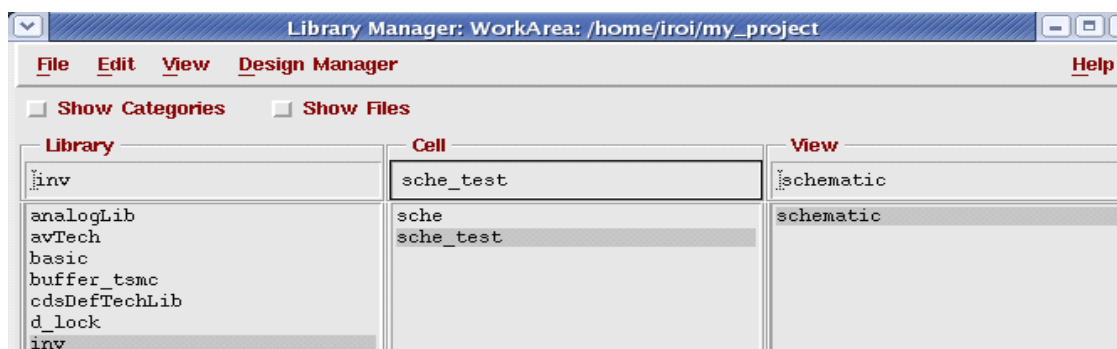 Library Manager: WorkArea: /home/iroi/my_project
File Edit View Design Manager Help
Show Categories Show Files
Library Cell View
inv sche_test schematic
analogLib sche schematic
avTech sche_test
basic
buffer_tsmc
cdsDefTechLib
d_lock
inv